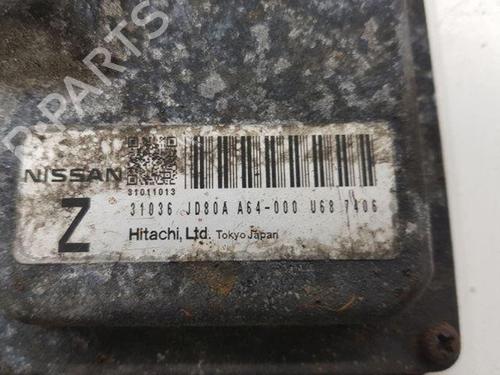 B-PARTS
NISSAN
31011013
31036 JD80A A64-000 U68 7406
Z
Hitachi, Ltd. Tokyo Japan